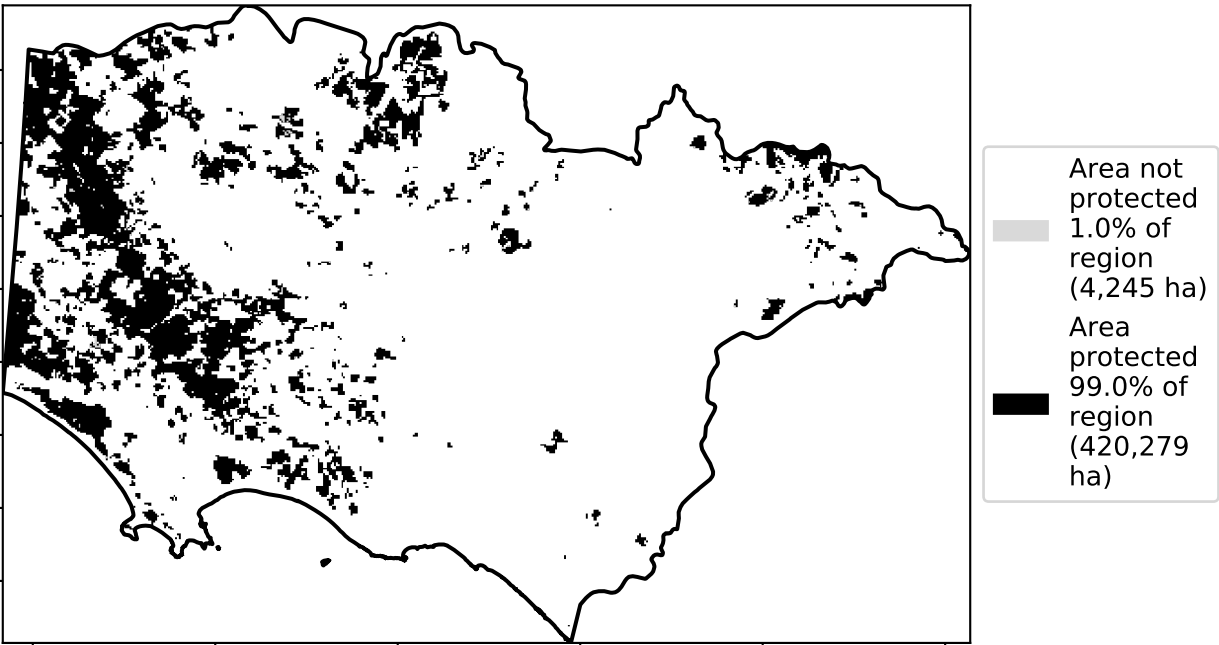 Area not
protected
1.0% of
region
(4,245 ha)
Area
protected
99.0% of
region
(420,279
ha)